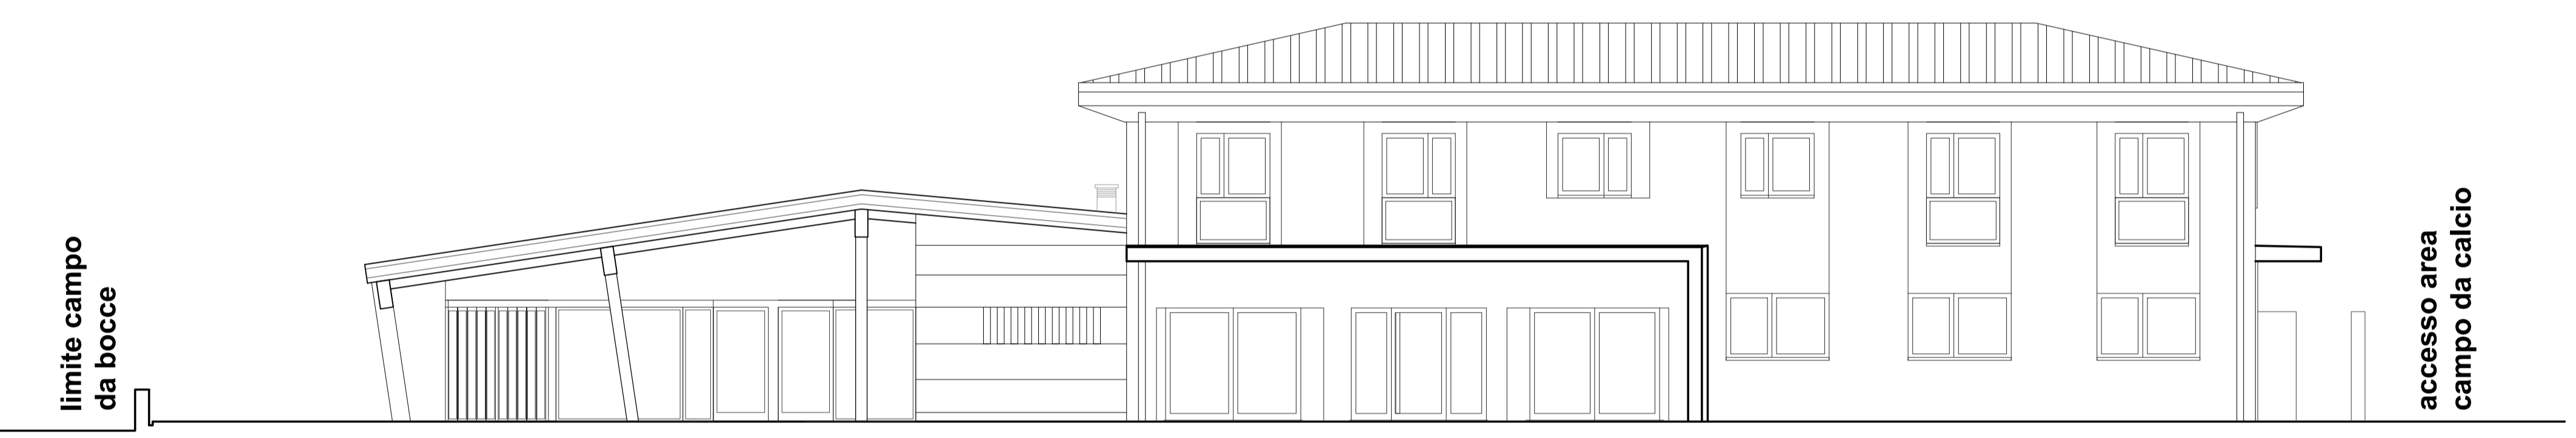 limite campo
da bocce
accesso area
campo da calcio